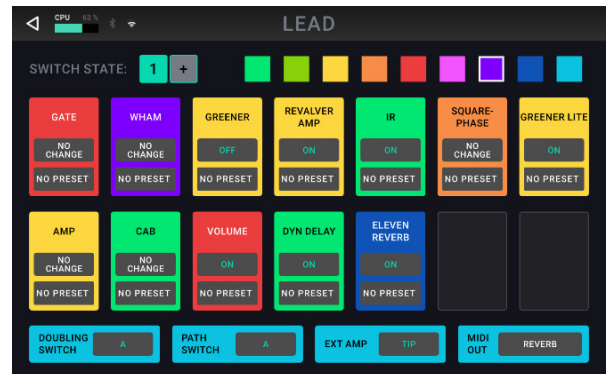 CPU 63%
LEAD
SWITCH STATE: 1 +
GATE
NO
CHANGE
NO PRESET
WHAM
NO
CHANGE
NO PRESET
GREENER
OFF
NO PRESET
REVALVER
AMP
ON
NO PRESET
IR
ON
NO PRESET
SQUARE-
PHASE
NO
CHANGE
NO PRESET
GREENER LITE
ON
NO PRESET
AMP
NO
CHANGE
NO PRESET
CAB
NO
CHANGE
NO PRESET
VOLUME
ON
NO PRESET
DYN DELAY
ON
NO PRESET
ELEVEN
REVERB
ON
NO PRESET
DOUBLING
SWITCH
A
PATH
SWITCH
A
EXT AMP
TIP
MIDI
OUT
REVERB